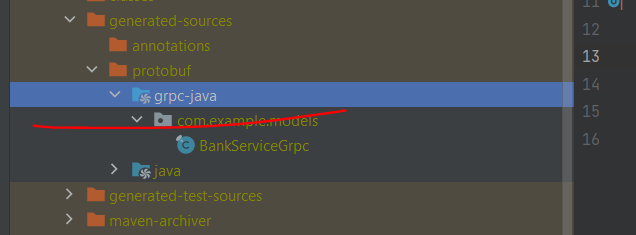 classes
generated-sources
annotations
protobuf
grpc-java
com.example.models
BankServiceGrpc
java
generated-test-sources
maven-archiver
11
12
13
14
15
16